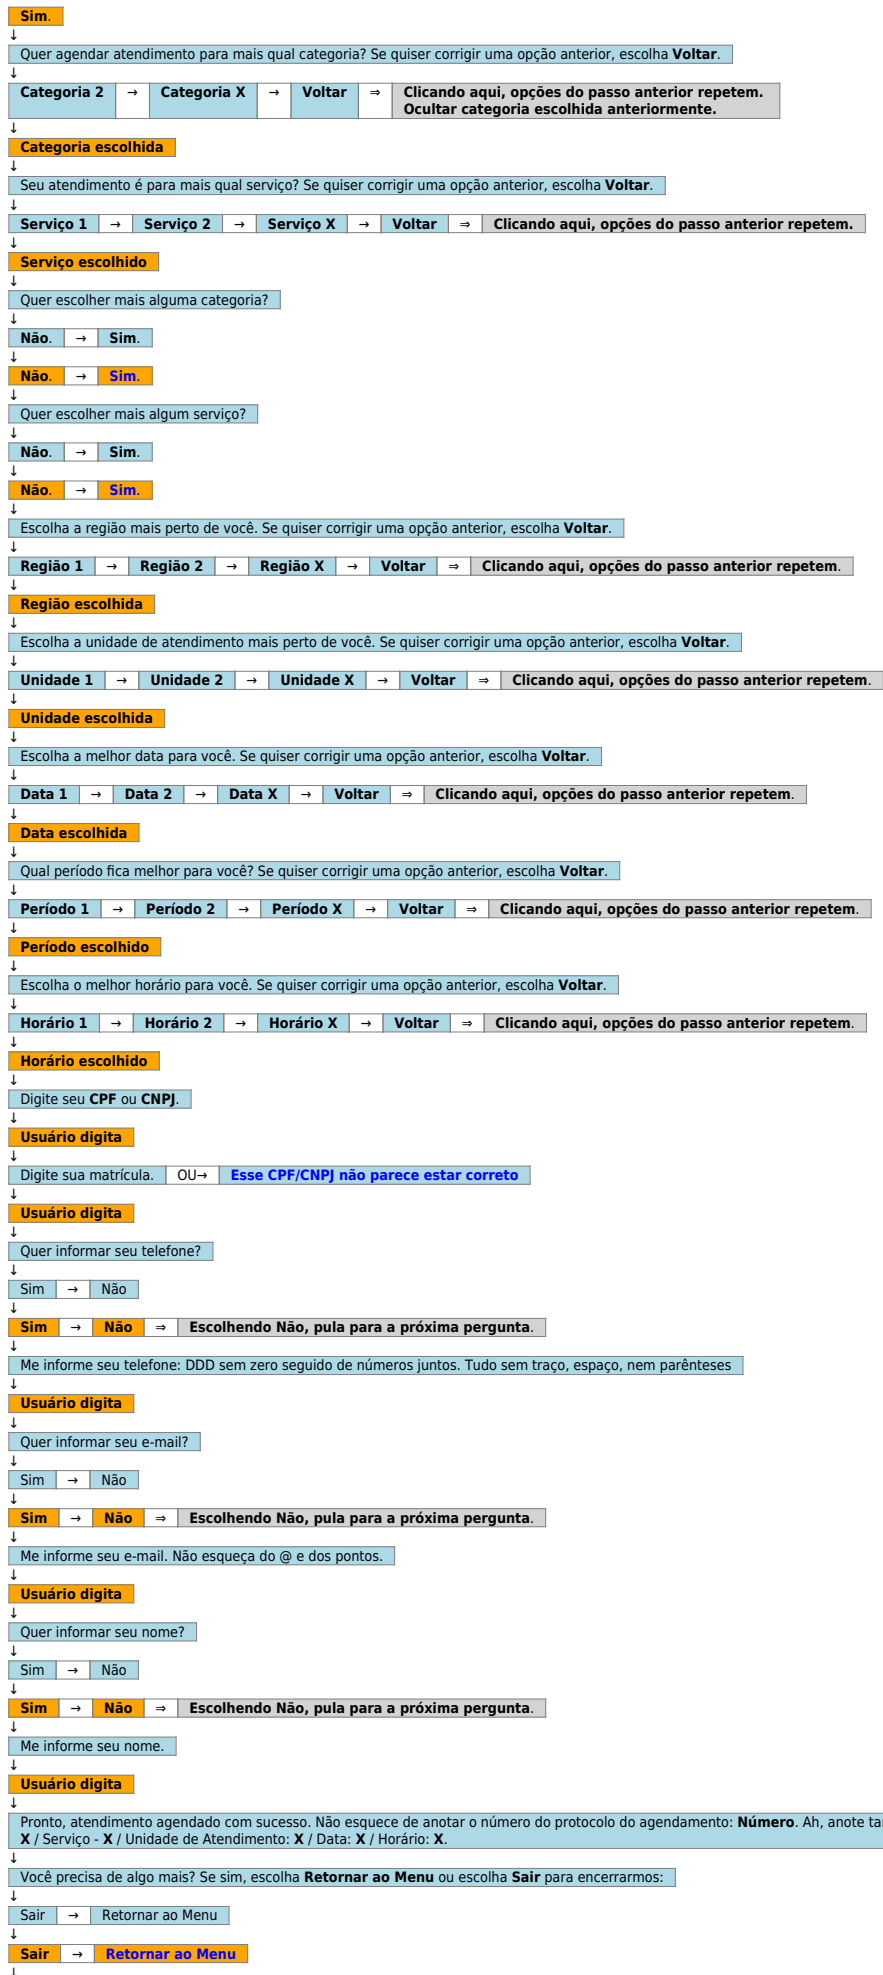 Sim.
↓
Quer agendar atendimento para mais qual categoria? Se quiser corrigir uma opção anterior, escolha Voltar.
↓
Categoria 2 → Categoria X → Voltar ⇒ Clicando aqui, opções do passo anterior repetem.
Ocultar categoria escolhida anteriormente.
↓
Categoria escolhida
↓
Seu atendimento é para mais qual serviço? Se quiser corrigir uma opção anterior, escolha Voltar.
↓
Serviço 1 → Serviço 2 → Serviço X → Voltar ⇒ Clicando aqui, opções do passo anterior repetem.
↓
Serviço escolhido
↓
Quer escolher mais alguma categoria?
↓
Não. → Sim.
↓
Não. → Sim.
↓
Quer escolher mais algum serviço?
↓
Não. → Sim.
↓
Não. → Sim.
↓
Escolha a região mais perto de você. Se quiser corrigir uma opção anterior, escolha Voltar.
↓
Região 1 → Região 2 → Região X → Voltar ⇒ Clicando aqui, opções do passo anterior repetem.
↓
Região escolhida
↓
Escolha a unidade de atendimento mais perto de você. Se quiser corrigir uma opção anterior, escolha Voltar.
↓
Unidade 1 → Unidade 2 → Unidade X → Voltar ⇒ Clicando aqui, opções do passo anterior repetem.
↓
Unidade escolhida
↓
Escolha a melhor data para você. Se quiser corrigir uma opção anterior, escolha Voltar.
↓
Data 1 → Data 2 → Data X → Voltar ⇒ Clicando aqui, opções do passo anterior repetem.
↓
Data escolhida
↓
Qual período fica melhor para você? Se quiser corrigir uma opção anterior, escolha Voltar.
↓
Período 1 → Período 2 → Período X → Voltar ⇒ Clicando aqui, opções do passo anterior repetem.
↓
Período escolhido
↓
Escolha o melhor horário para você. Se quiser corrigir uma opção anterior, escolha Voltar.
↓
Horário 1 → Horário 2 → Horário X → Voltar ⇒ Clicando aqui, opções do passo anterior repetem.
↓
Horário escolhido
↓
Digite seu CPF ou CNPJ.
↓
Usuário digita
↓
Digite sua matrícula. OU→ Esse CPF/CNPJ não parece estar correto
↓
Usuário digita
↓
Quer informar seu telefone?
↓
Sim → Não
↓
Sim → Não ⇒ Escolhendo Não, pula para a próxima pergunta.
↓
Me informe seu telefone: DDD sem zero seguido de números juntos. Tudo sem traço, espaço, nem parênteses
↓
Usuário digita
↓
Quer informar seu e-mail?
↓
Sim → Não
↓
Sim → Não ⇒ Escolhendo Não, pula para a próxima pergunta.
↓
Me informe seu e-mail. Não esqueça do @ e dos pontos.
↓
Usuário digita
↓
Quer informar seu nome?
↓
Sim → Não
↓
Sim → Não ⇒ Escolhendo Não, pula para a próxima pergunta.
↓
Me informe seu nome.
↓
Usuário digita
↓
Pronto, atendimento agendado com sucesso. Não esquece de anotar o número do protocolo do agendamento: Número. Ah, anote
X / Serviço - X / Unidade de Atendimento: X / Data: X / Horário: X.
↓
Você precisa de algo mais? Se sim, escolha Retornar ao Menu ou escolha Sair para encerrarmos:
↓
Sair → Retornar ao Menu
↓
Sair → Retornar ao Menu
↓